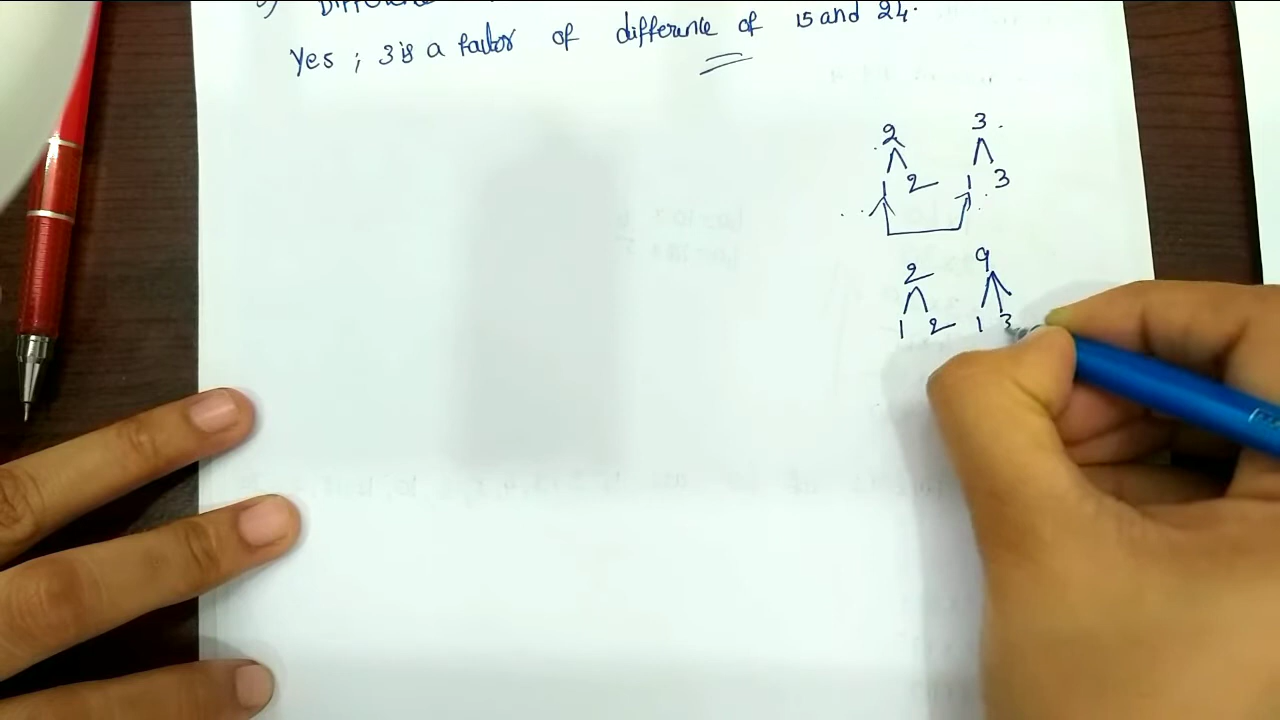 Yes ; 3 is a factor of difference of 15 and 24.
2 3
1 2 1 3
2 9
1 2 1 3